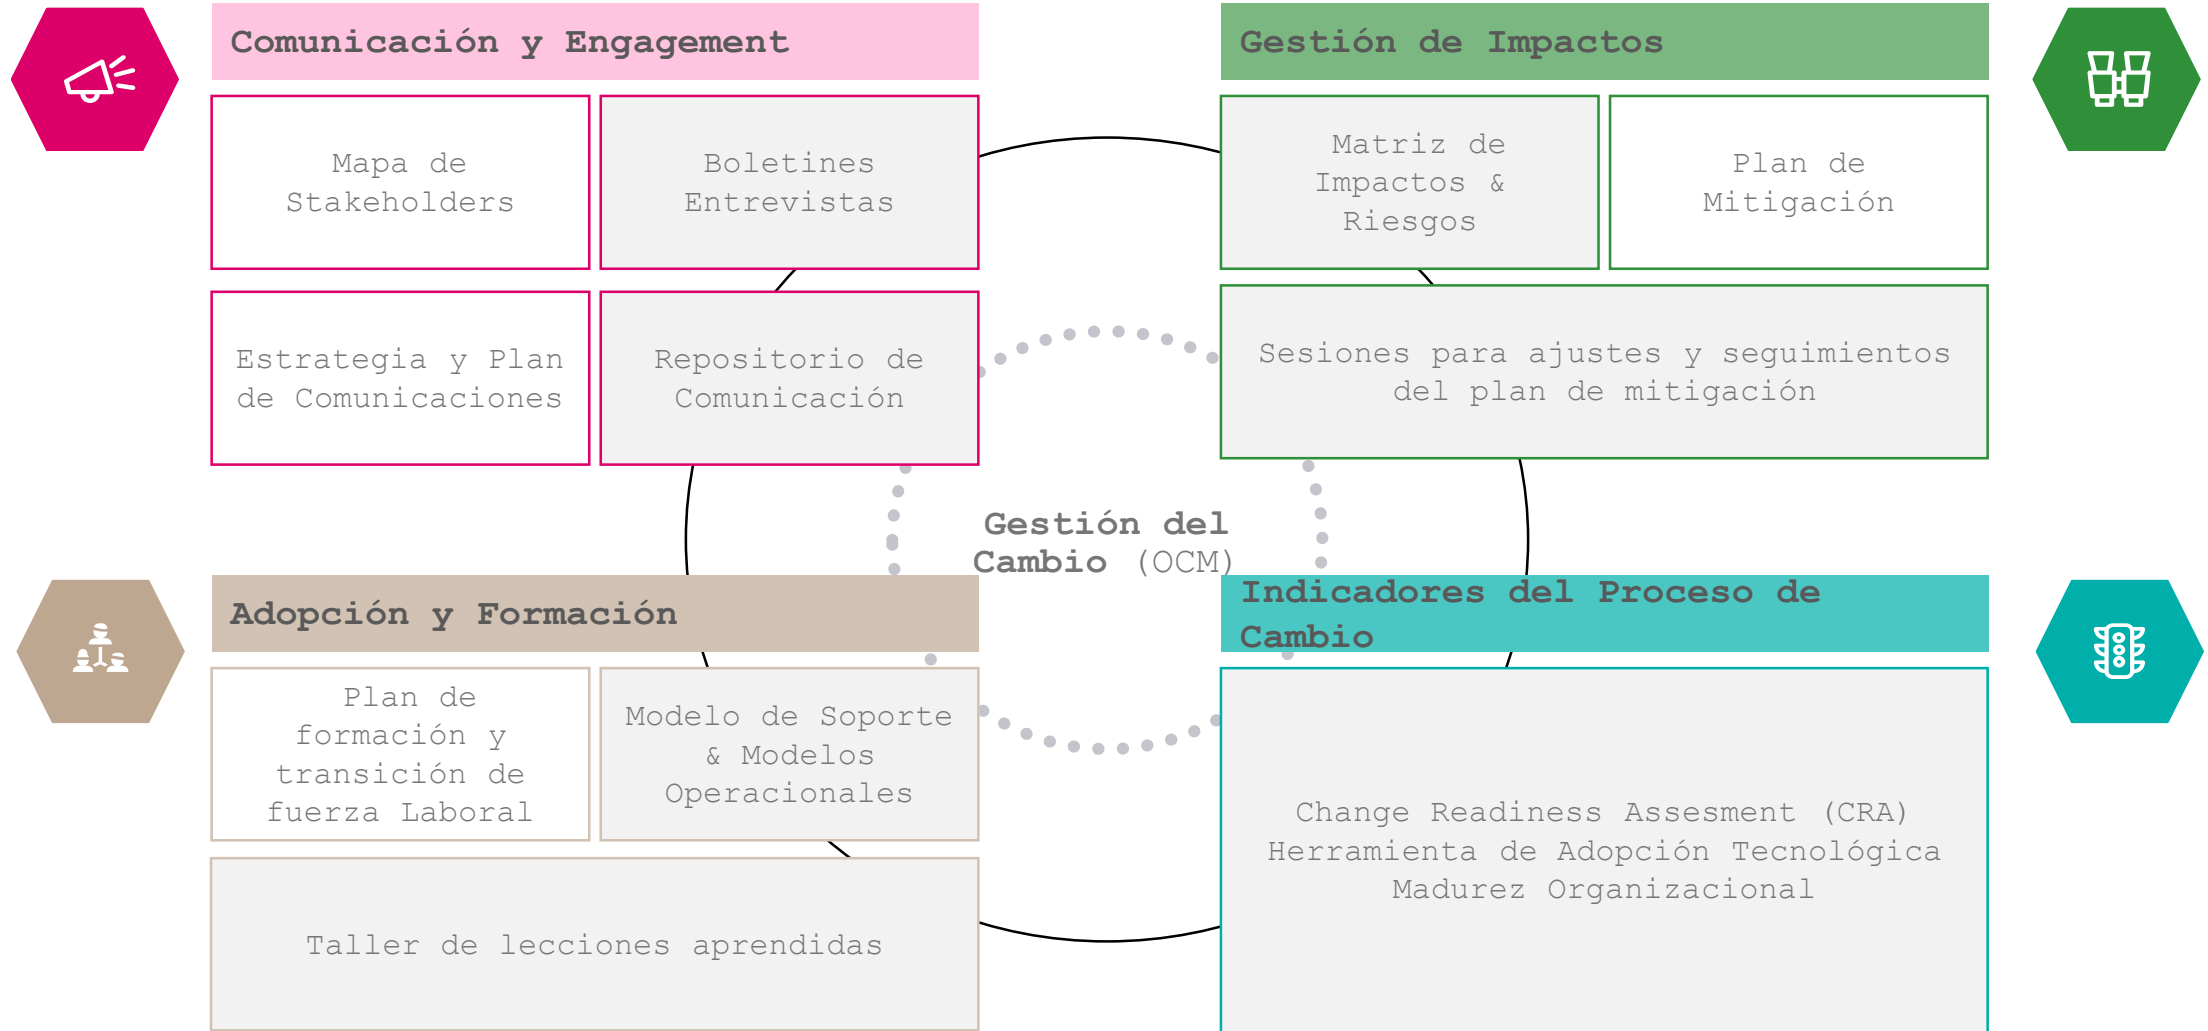 Comunicación y Engagement
Mapa de
Stakeholders
Boletines
Entrevistas
Estrategia y Plan
de Comunicaciones
Repositorio de
Comunicación
Gestión de Impactos
Matriz de
Impactos &
Riesgos
Plan de
Mitigación
Sesiones para ajustes y seguimientos
del plan de mitigación
Gestión del
Cambio (OCM)
Adopción y Formación
Plan de
formación y
transición de
fuerza Laboral
Modelo de Soporte
& Modelos
Operacionales
Taller de lecciones aprendidas
Indicadores del Proceso de
Cambio
Change Readiness Assesment (CRA)
Herramienta de Adopción Tecnológica
Madurez Organizacional